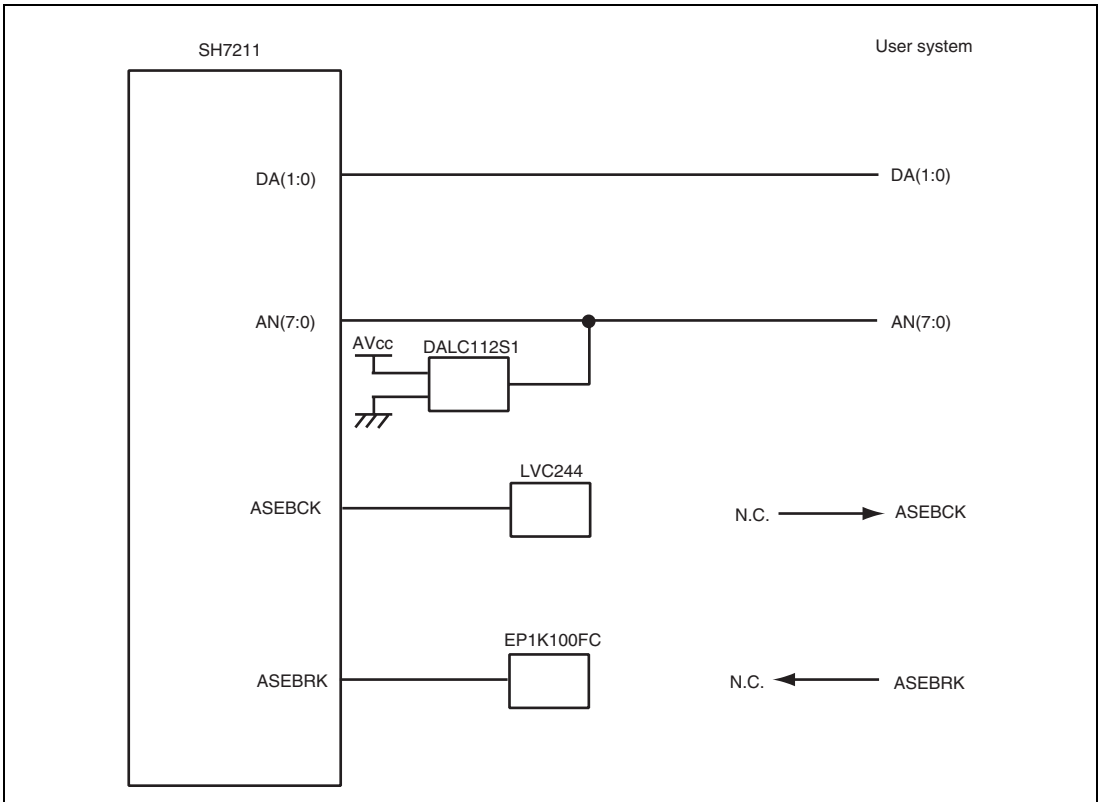 SH7211
User system
DA(1:0)
DA(1:0)
AN(7:0)
AN(7:0)
AVcc
DALC112S1
LVC244
ASEBCK
N.C.
ASEBCK
EP1K100FC
ASEBRK
N.C.
ASEBRK